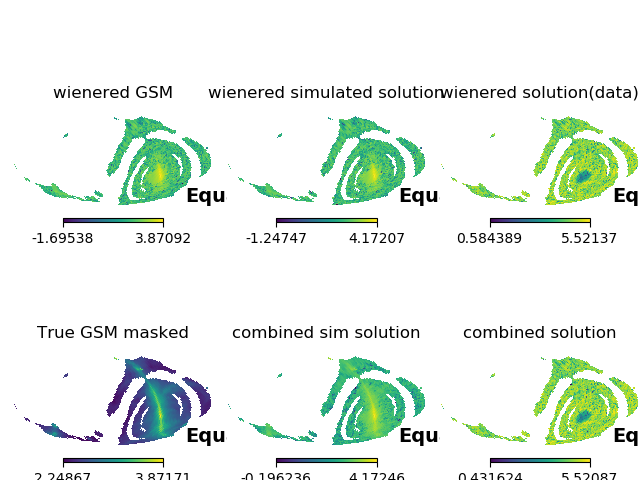 wienered GSM
wienered simulated solution
wienered solution(data)
Equ
Equ
Eq
-1.69538 3.87092
-1.24747 4.17207
0.584389 5.52137
True GSM masked
combined sim solution
combined solution
Equ
Equ
Eq
2.24867 3.87171
-0.196236 4.17246
0.431624 5.52087